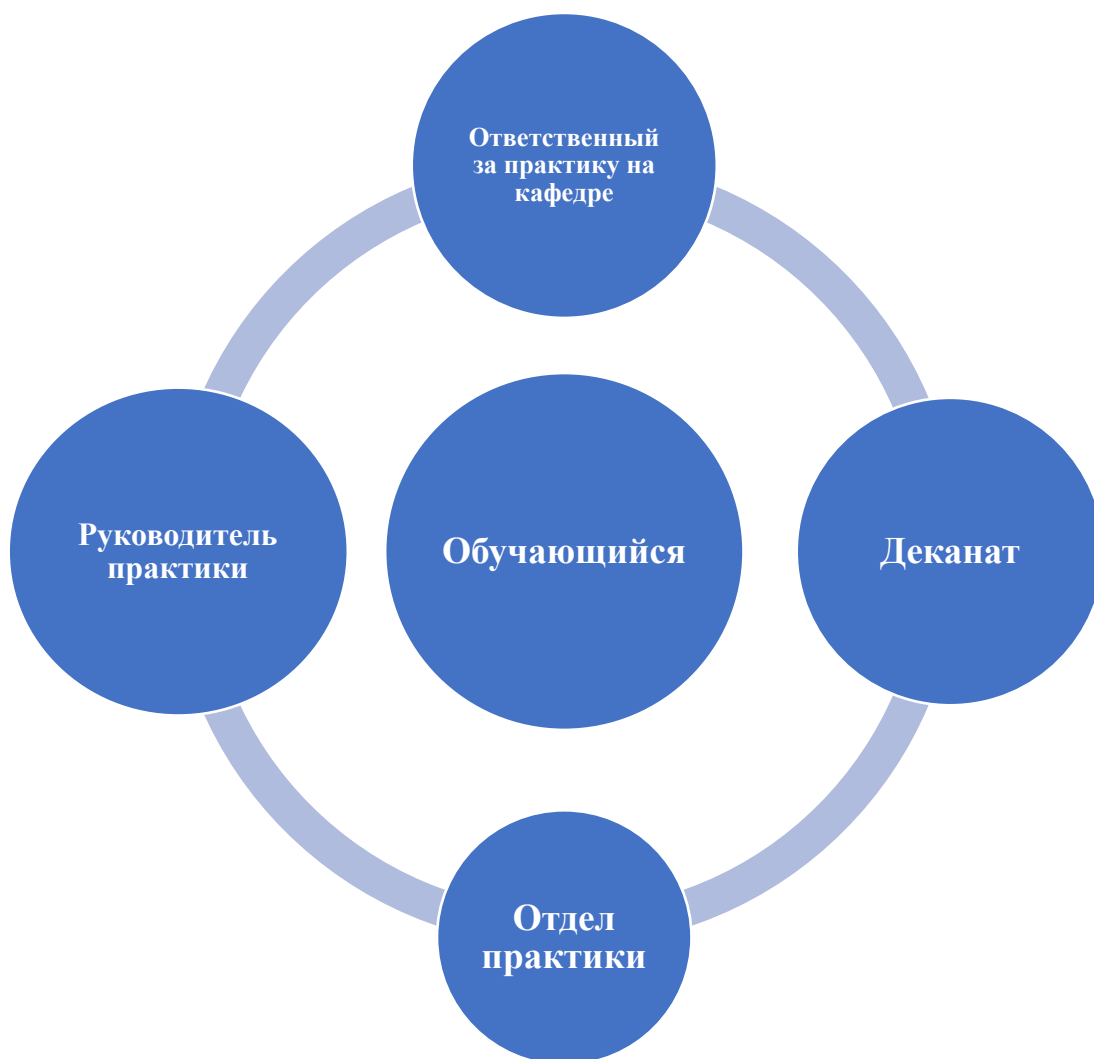 Ответственный
за практику на
кафедре
Руководитель
практики
Обучающийся
Деканат
Отдел
практики